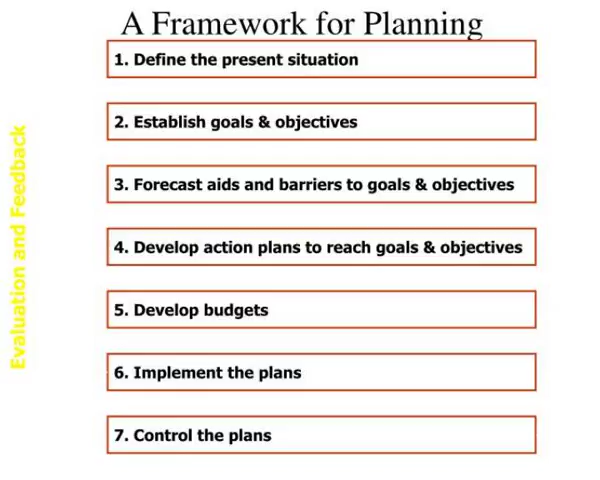 A Framework for Planning
1. Define the present situation
2. Establish goals & objectives
3. Forecast aids and barriers to goals & objectives
4. Develop action plans to reach goals & objectives
5. Develop budgets
6. Implement the plans
7. Control the plans
Evaluation and Feedback